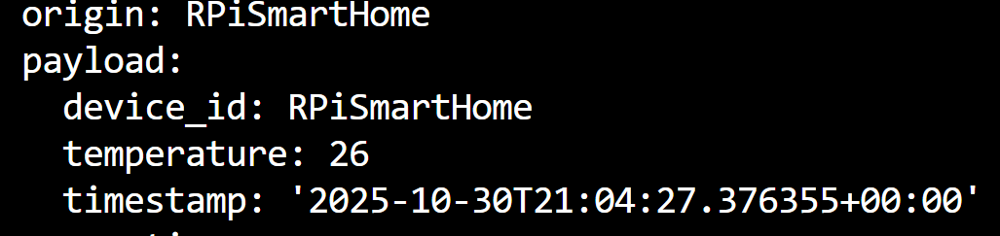 origin: RPiSmartHome
payload:
  device_id: RPiSmartHome
  temperature: 26
  timestamp: '2025-10-30T21:04:27.376355+00:00'